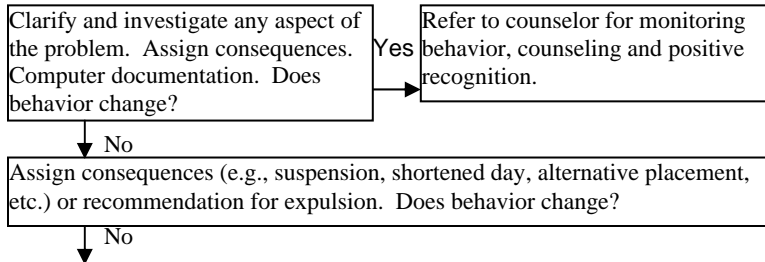 Clarify and investigate any aspect of
the problem.  Assign consequences.
Computer documentation.  Does
behavior change?
Yes
Refer to counselor for monitoring
behavior, counseling and positive
recognition.
No
Assign consequences (e.g., suspension, shortened day, alternative placement,
etc.) or recommendation for expulsion.  Does behavior change?
No